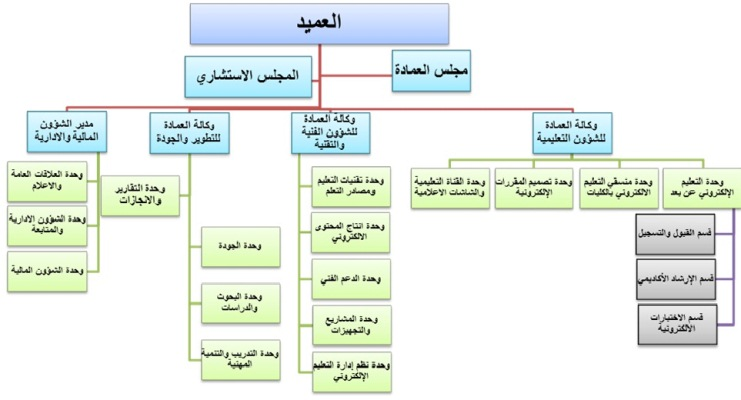 العميد
مجلس العمادة
المجلس الاستشاري
وكالة العمادة
للشؤون التعليمية
وكالة العمادة
للشؤون الفنية
والتقنية
وكالة العمادة
للتطوير والجودة
مدير الشؤون
المالية والادارية
وحدة التعليم
الإلكتروني عن بعد
وحدة منسقي التعليم
الالكتروني بالكليات
وحدة تصميم المقررات
الإلكترونية
وحدة القناة التعليمية
والشاشات الاعلامية
قسم القبول والتسجيل
قسم الإرشاد الأكاديمي
قسم الاختبارات
الالكترونية
وحدة تقنيات التعليم
ومصادر التعلم
وحدة انتاج المحتوى
الالكتروني
وحدة الدعم الفني
وحدة المشاريع
والتجهيزات
وحدة نظم إدارة التعليم
الإلكتروني
وحدة التقارير
والانجازات
وحدة الجودة
وحدة البحوث
والدراسات
وحدة التدريب والتنمية
المهنية
وحدة العلاقات العامة
والاعلام
وحدة الشؤون الإدارية
والمتابعة
وحدة الشؤون المالية